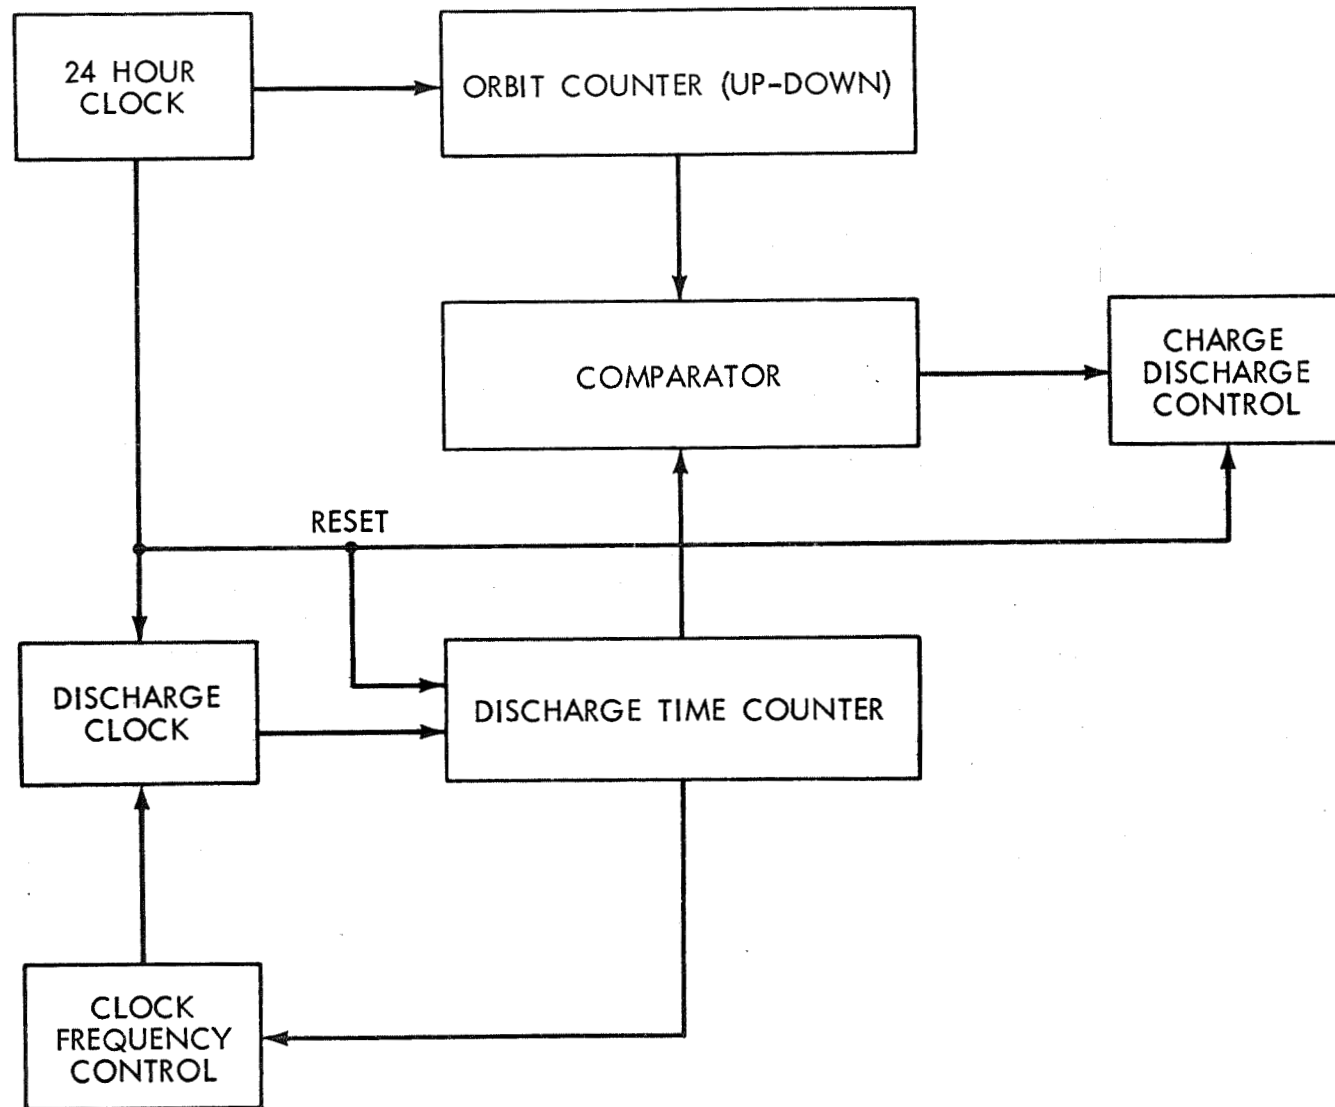 24 HOUR
CLOCK
ORBIT COUNTER (UP-DOWN)
COMPARATOR
CHARGE
DISCHARGE
CONTROL
RESET
DISCHARGE
CLOCK
DISCHARGE TIME COUNTER
CLOCK
FREQUENCY
CONTROL